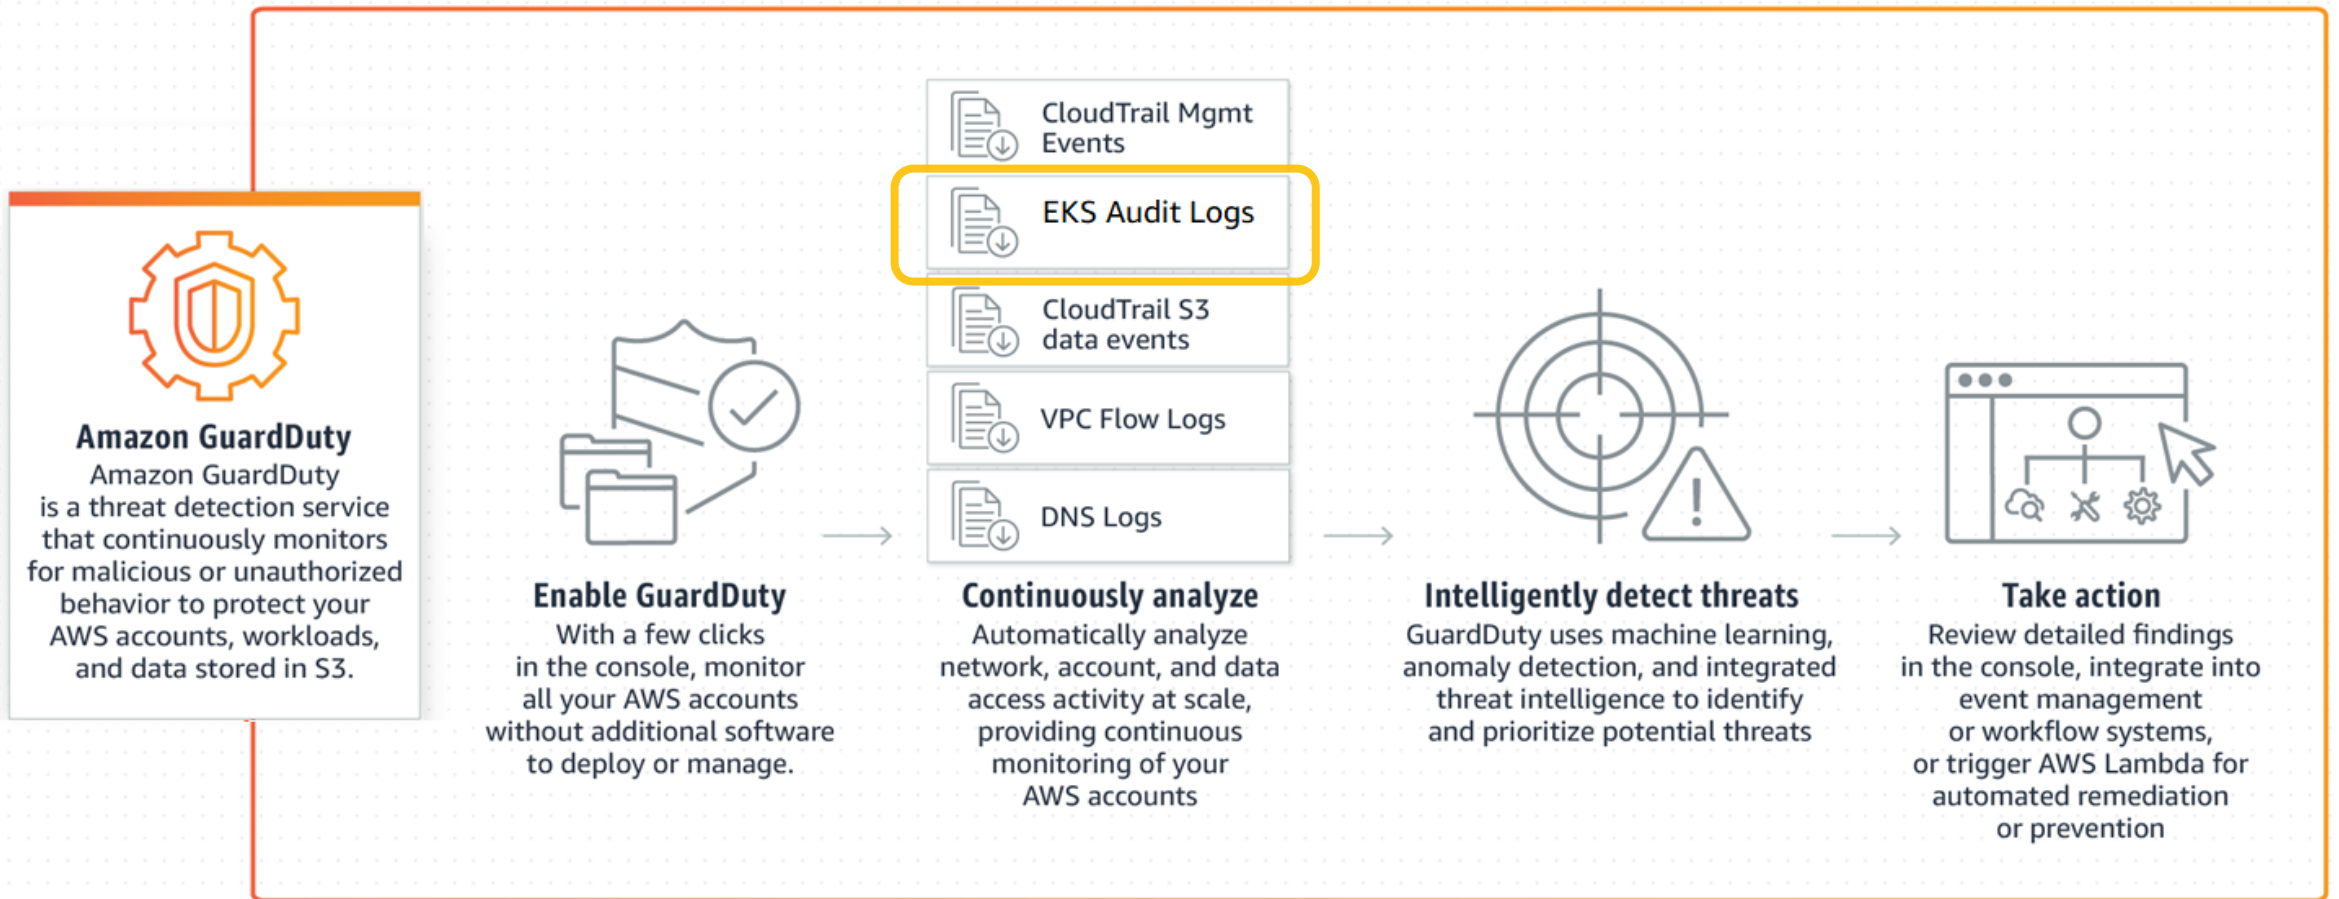 Amazon GuardDuty
Amazon GuardDuty
is a threat detection service
that continuously monitors
for malicious or unauthorized
behavior to protect your
AWS accounts, workloads,
and data stored in S3.
Enable GuardDuty
With a few clicks
in the console, monitor
all your AWS accounts
without additional software
to deploy or manage.
CloudTrail Mgmt
Events
EKS Audit Logs
CloudTrail S3
data events
VPC Flow Logs
DNS Logs
Continuously analyze
Automatically analyze
network, account, and data
access activity at scale,
providing continuous
monitoring of your
AWS accounts
Intelligently detect threats
GuardDuty uses machine learning,
anomaly detection, and integrated
threat intelligence to identify
and prioritize potential threats
Take action
Review detailed findings
in the console, integrate into
event management
or workflow systems,
or trigger AWS Lambda for
automated remediation
or prevention